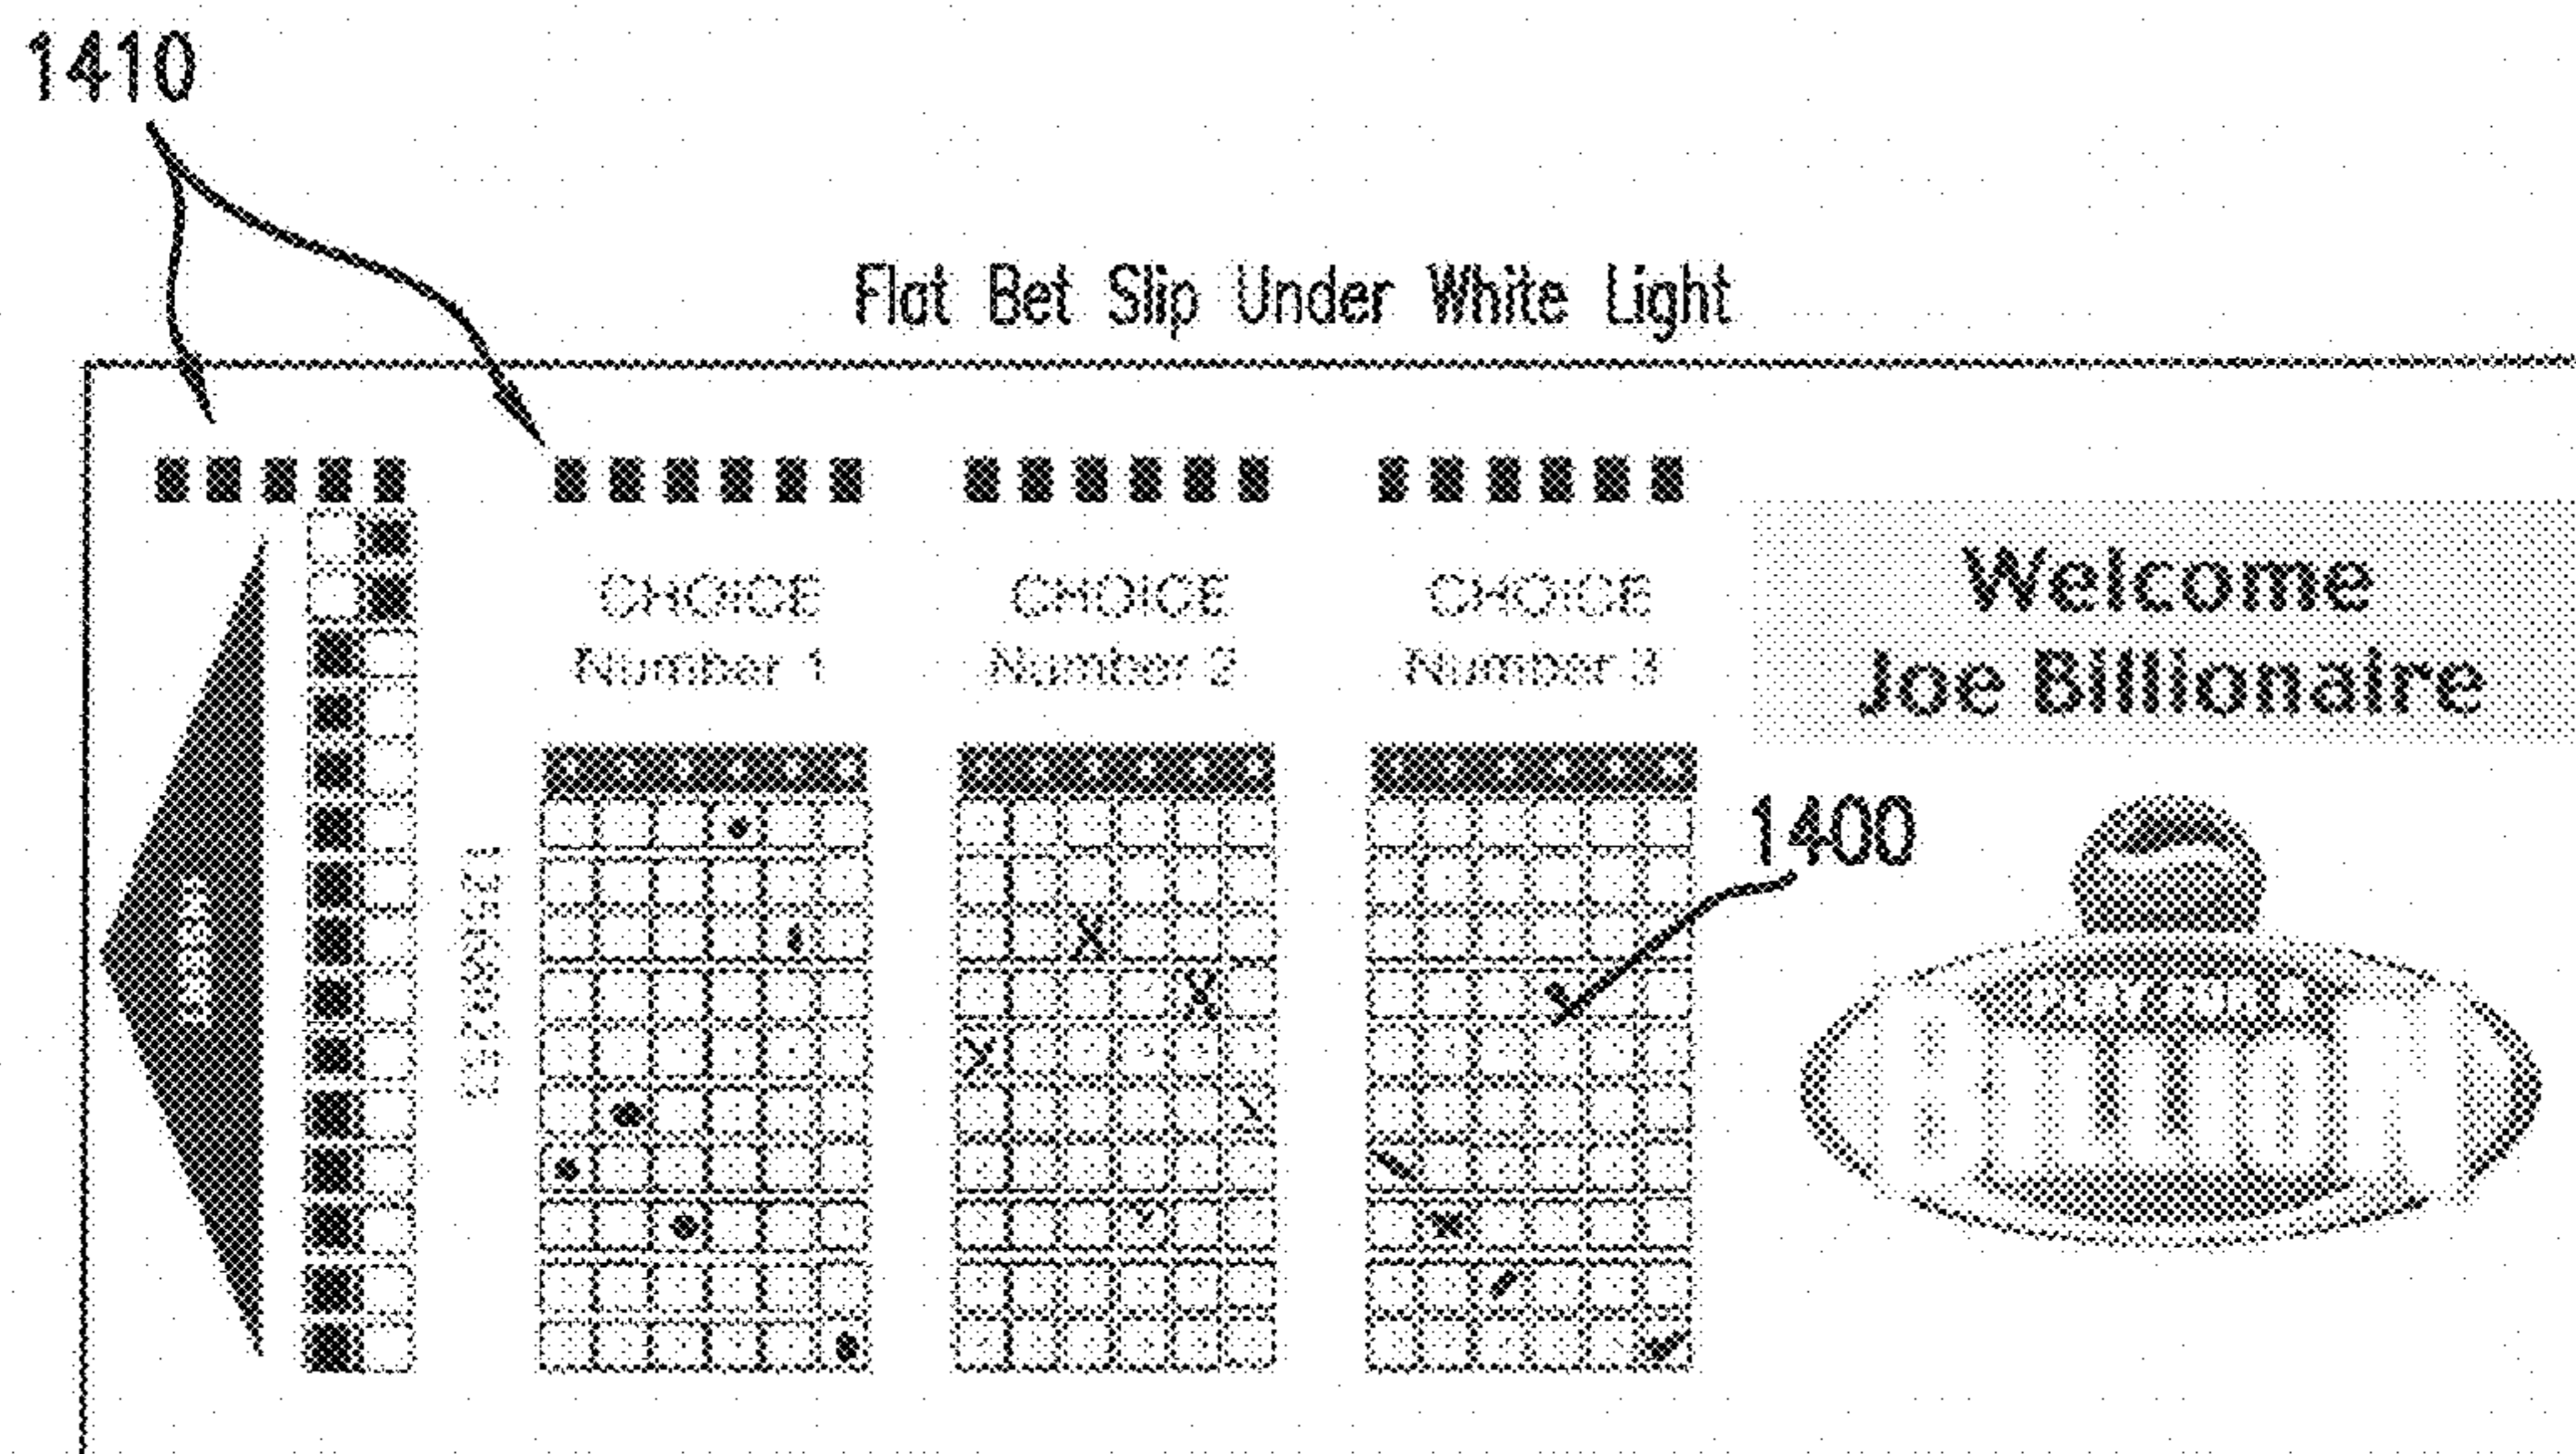 1410
Flat Bet Slip Under White Light
CHOICE
Number 1
CHOICE
Number 2
CHOICE
Number 3
Welcome
Joe Billionaire
1400